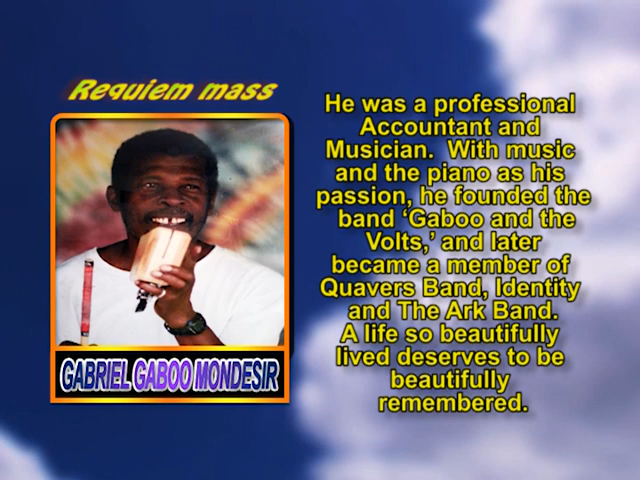 Requiem mass
GABRIEL GABOO MONDESIR
He was a professional
Accountant and
Musician. With music
and the piano as his
passion, he founded the
band ‘Gaboo and the
Volts,’ and later
became a member of
Quavers Band, Identity
and The Ark Band.
A life so beautifully
lived deserves to be
beautifully
remembered.